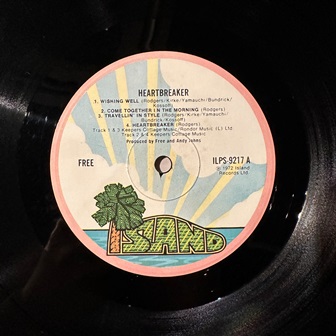 HEARTBREAKER
1. WISHING WELL (Rodgers/Kirke/Yamauchi/Bundrick/
Kossoff)
2. COME TOGETHER IN THE MORNING (Rodgers)
3. TRAVELLIN' IN STYLE (Rodgers/Kirke/Yamauchi/
Bundrick/Kossoff)
4. HEARTBREAKER (Rodgers)
Track 1 & 3 Keepers Cottage Music/Rondor Music (L) Ltd
Track 2 & 4 Keepers Cottage Music
Produced by Free and Andy Johns
FREE
ILPS-9217 A
℗ 1972 Island
Records Ltd
ISLAND